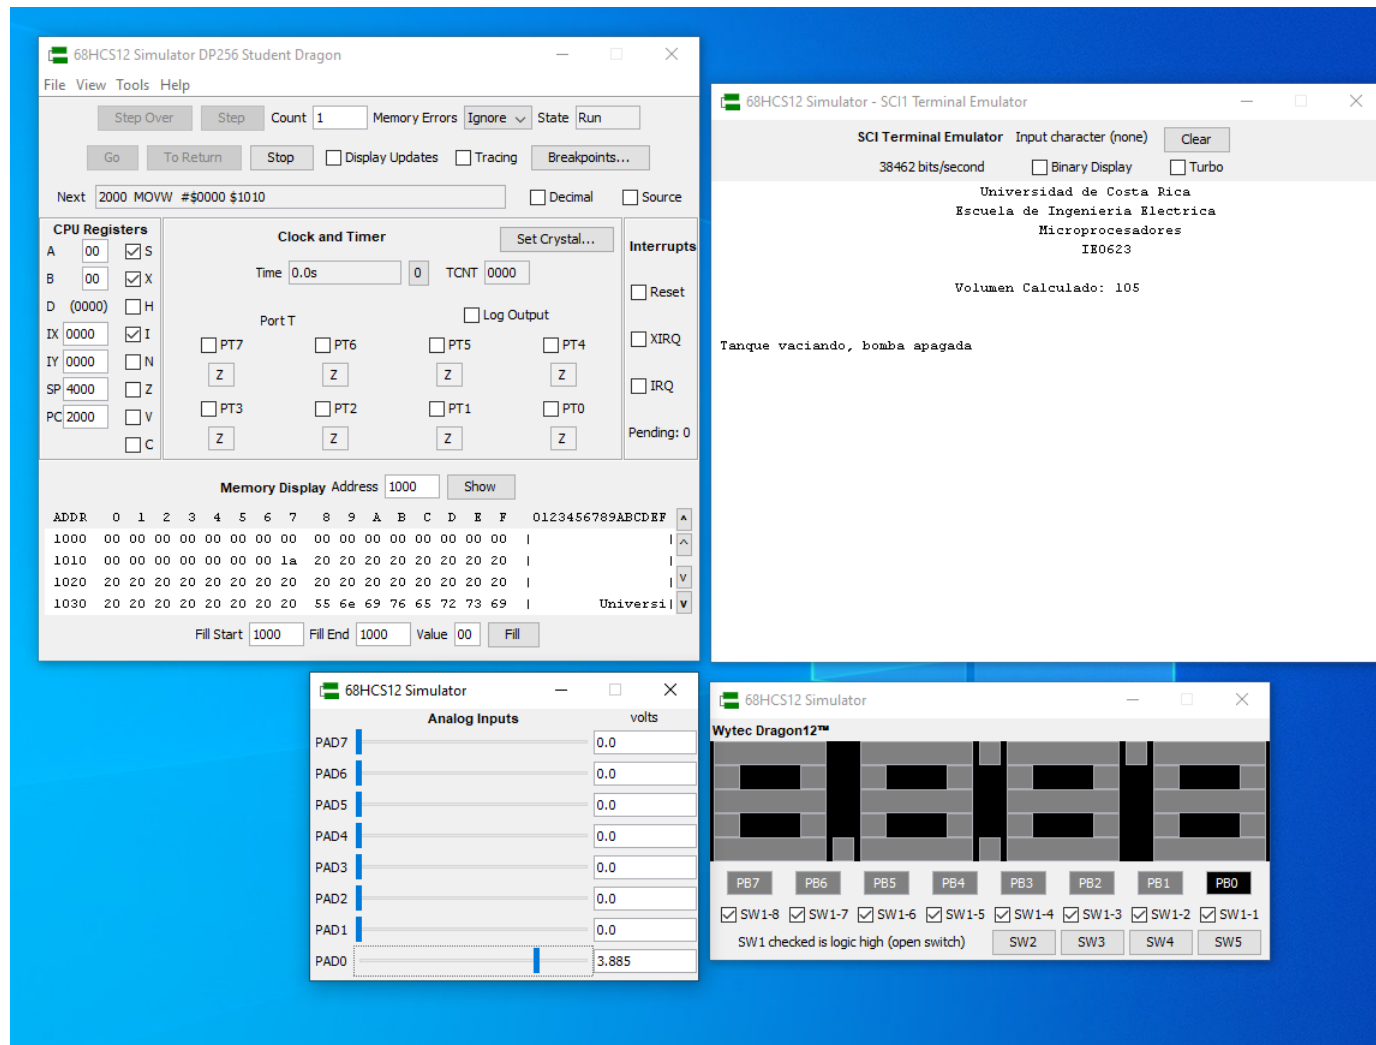 68HCS12 Simulator DP256 Student Dragon
File View Tools Help
Step Over Step Count 1 Memory Errors Ignore State Run
Go To Return Stop Display Updates Tracing Breakpoints...
Next 2000 MOVW #$0000 $1010 Decimal Source
CPU Registers
A 00 S
B 00 X
D (0000) H
IX 0000 I
IY 0000 N
SP 4000 Z
PC 2000 V
C
Clock and Timer Set Crystal...
Time 0.0s 0 TCNT 0000
Port T Log Output
PT7 PT6 PT5 PT4
Z Z Z Z
PT3 PT2 PT1 PT0
Z Z Z Z
Interrupts
Reset
XIRQ
IRQ
Pending: 0
Memory Display Address 1000 Show
ADDR 0 1 2 3 4 5 6 7 8 9 A B C D E F 0123456789ABCDEF
1000 00 00 00 00 00 00 00 00 00 00 00 00 00 00 00 00 | |
1010 00 00 00 00 00 00 00 1a 20 20 20 20 20 20 20 20 | |
1020 20 20 20 20 20 20 20 20 20 20 20 20 20 20 20 20 | |
1030 20 20 20 20 20 20 20 20 55 6e 69 76 65 72 73 69 | Universi|
Fill Start 1000 Fill End 1000 Value 00 Fill
68HCS12 Simulator - SCI1 Terminal Emulator
SCI Terminal Emulator Input character (none) Clear
38462 bits/second Binary Display Turbo
Universidad de Costa Rica
Escuela de Ingenieria Electrica
Microprocesadores
IE0623
Volumen Calculado: 105
Tanque vaciando, bomba apagada
68HCS12 Simulator
Analog Inputs volts
PAD7 0.0
PAD6 0.0
PAD5 0.0
PAD4 0.0
PAD3 0.0
PAD2 0.0
PAD1 0.0
PAD0 3.885
68HCS12 Simulator
Wytec Dragon12™
PB7 PB6 PB5 PB4 PB3 PB2 PB1 PB0
SW1-8 SW1-7 SW1-6 SW1-5 SW1-4 SW1-3 SW1-2 SW1-1
SW1 checked is logic high (open switch) SW2 SW3 SW4 SW5